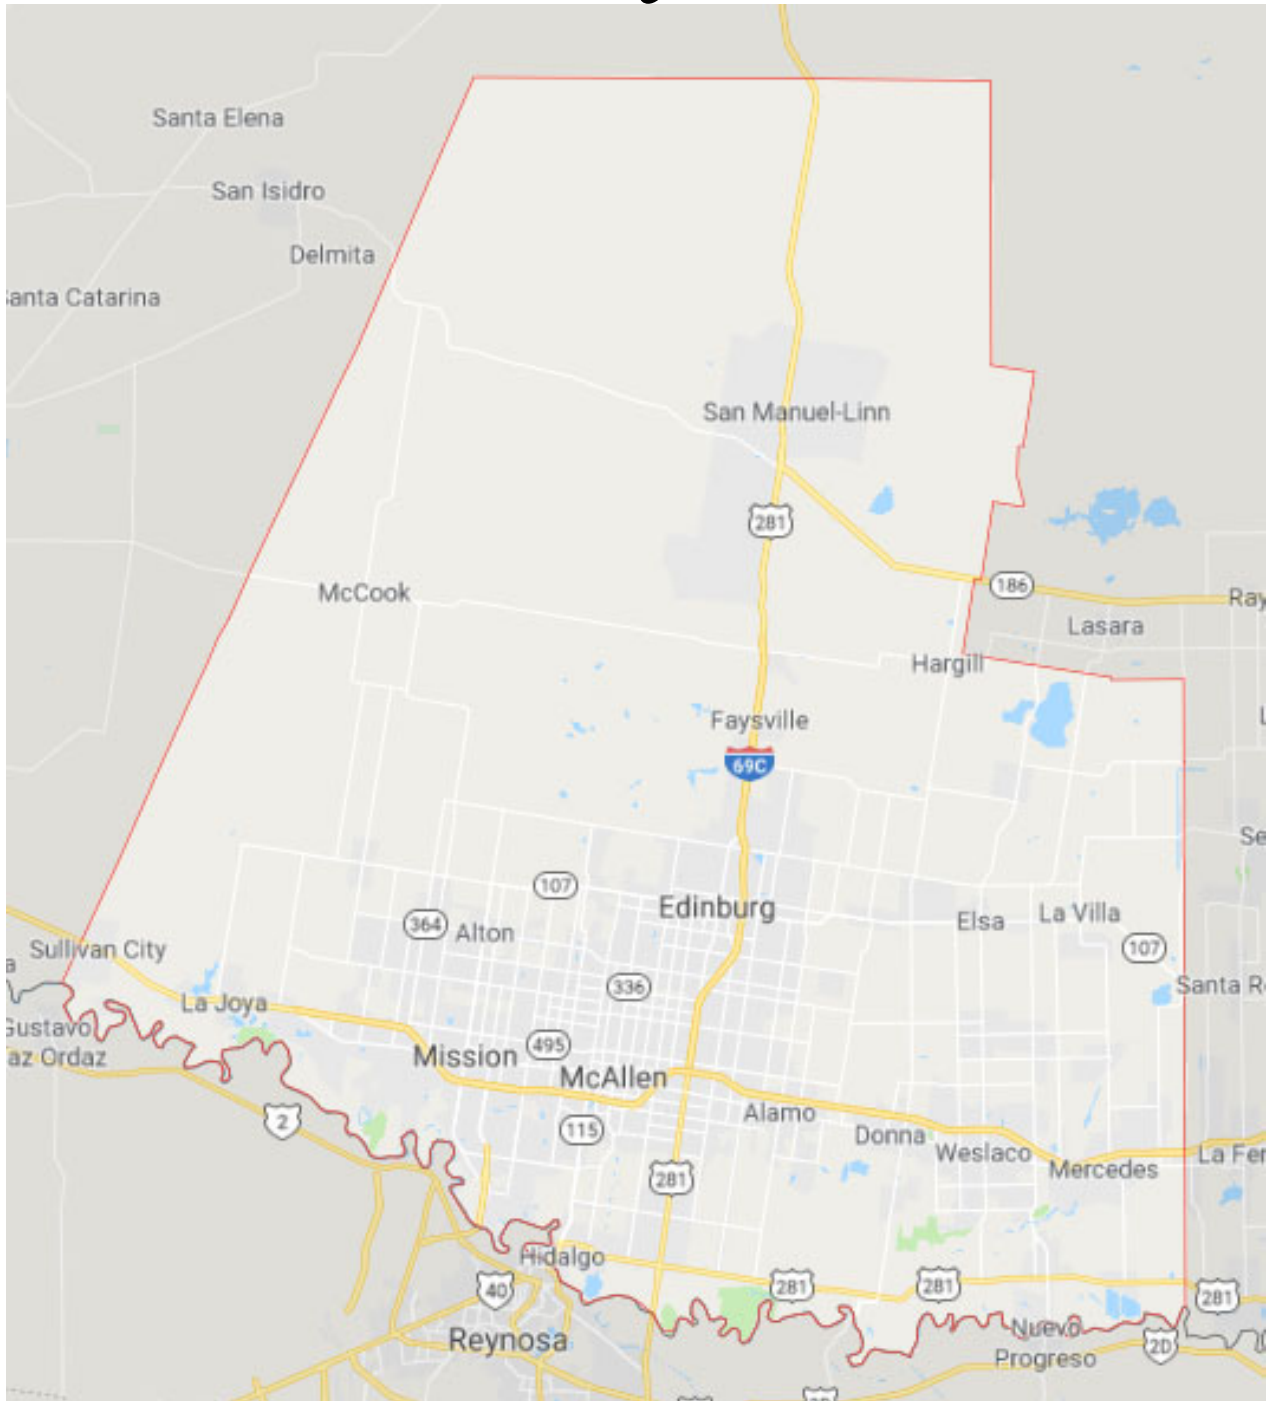 Santa Elena
San Isidro
Delmita
anta Catarina
San Manuel-Linn
281
McCook
186
Ray
Lasara
Hargill
Faysville
69C
Se
107
Edinburg
364
Alton
Elsa
La Villa
107
Sullivan City
a
336
Santa R
La Joya
Gustavo
az Ordaz
495
Mission
McAllen
2
115
Alamo
Donna
Weslaco
Mercedes
La Fer
281
Hidalgo
40
281
281
281
Reynosa
Nuevo
Progreso
2D